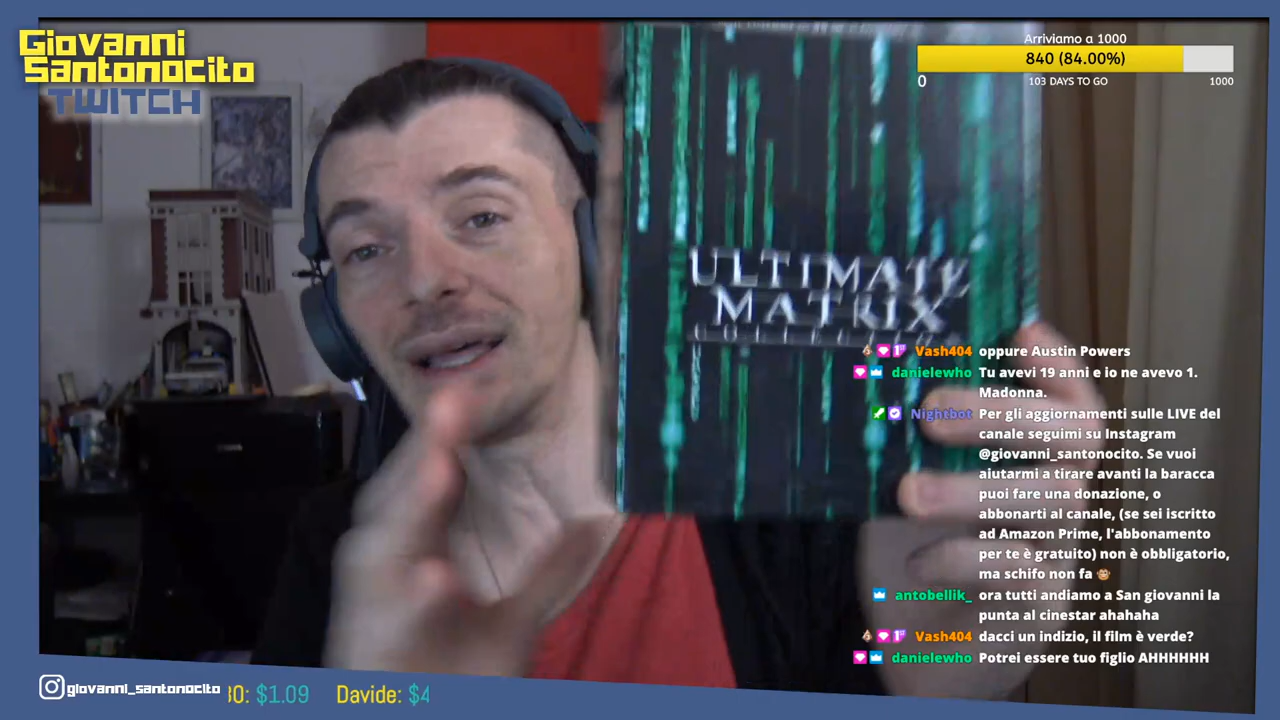 Giovanni
Santonocito
TWITCH
Arriviamo a 1000
840 (84.00%)
0
103 DAYS TO GO
1000
ULTIMATE
MATRIX
COLLECTION
Vash404 oppure Austin Powers
danielewho Tu avevi 19 anni e io ne avevo 1.
Madonna.
Nightbot Per gli aggiornamenti sulle LIVE del
canale seguimi su Instagram
@giovanni_santonocito. Se vuoi
aiutarmi a tirare avanti la baracca
puoi fare una donazione, o
abbonarti al canale, (se sei iscritto
ad Amazon Prime, l'abbonamento
per te è gratuito) non è obbligatorio,
ma schifo non fa
antobellik_ ora tutti andiamo a San giovanni la
punta al cinestar ahahaha
Vash404 dacci un indizio, il film è verde?
danielewho Potrei essere tuo figlio AHHHHHH
giovanni_santonocito
0: $1.09 Davide: $4